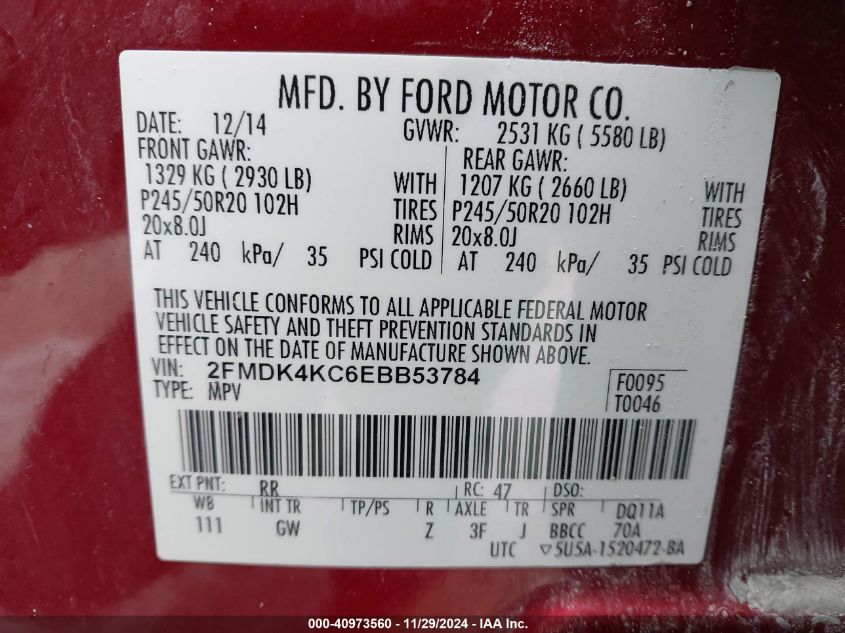 MFD. BY FORD MOTOR CO.
DATE: 12/14 GVWR: 2531 KG ( 5580 LB)
FRONT GAWR: REAR GAWR:
1329 KG ( 2930 LB) WITH 1207 KG ( 2660 LB) WITH
P245/50R20 102H TIRES P245/50R20 102H TIRES
20x8.0J RIMS 20x8.0J RIMS
AT 240 kPa/ 35 PSI COLD AT 240 kPa/ 35 PSI COLD
THIS VEHICLE CONFORMS TO ALL APPLICABLE FEDERAL MOTOR
VEHICLE SAFETY AND THEFT PREVENTION STANDARDS IN
EFFECT ON THE DATE OF MANUFACTURE SHOWN ABOVE.
VIN: 2FMDK4KC6EBB53784 F0095
TYPE: MPV T0046
EXT PNT: RR RC: 47 DSO:
WB INT TR TP/PS R AXLE TR SPR DQ11A
111 GW Z 3F J BBCC 70A
UTC ▽5U5A-1520472-BA
000-40973560 - 11/29/2024 - IAA Inc.